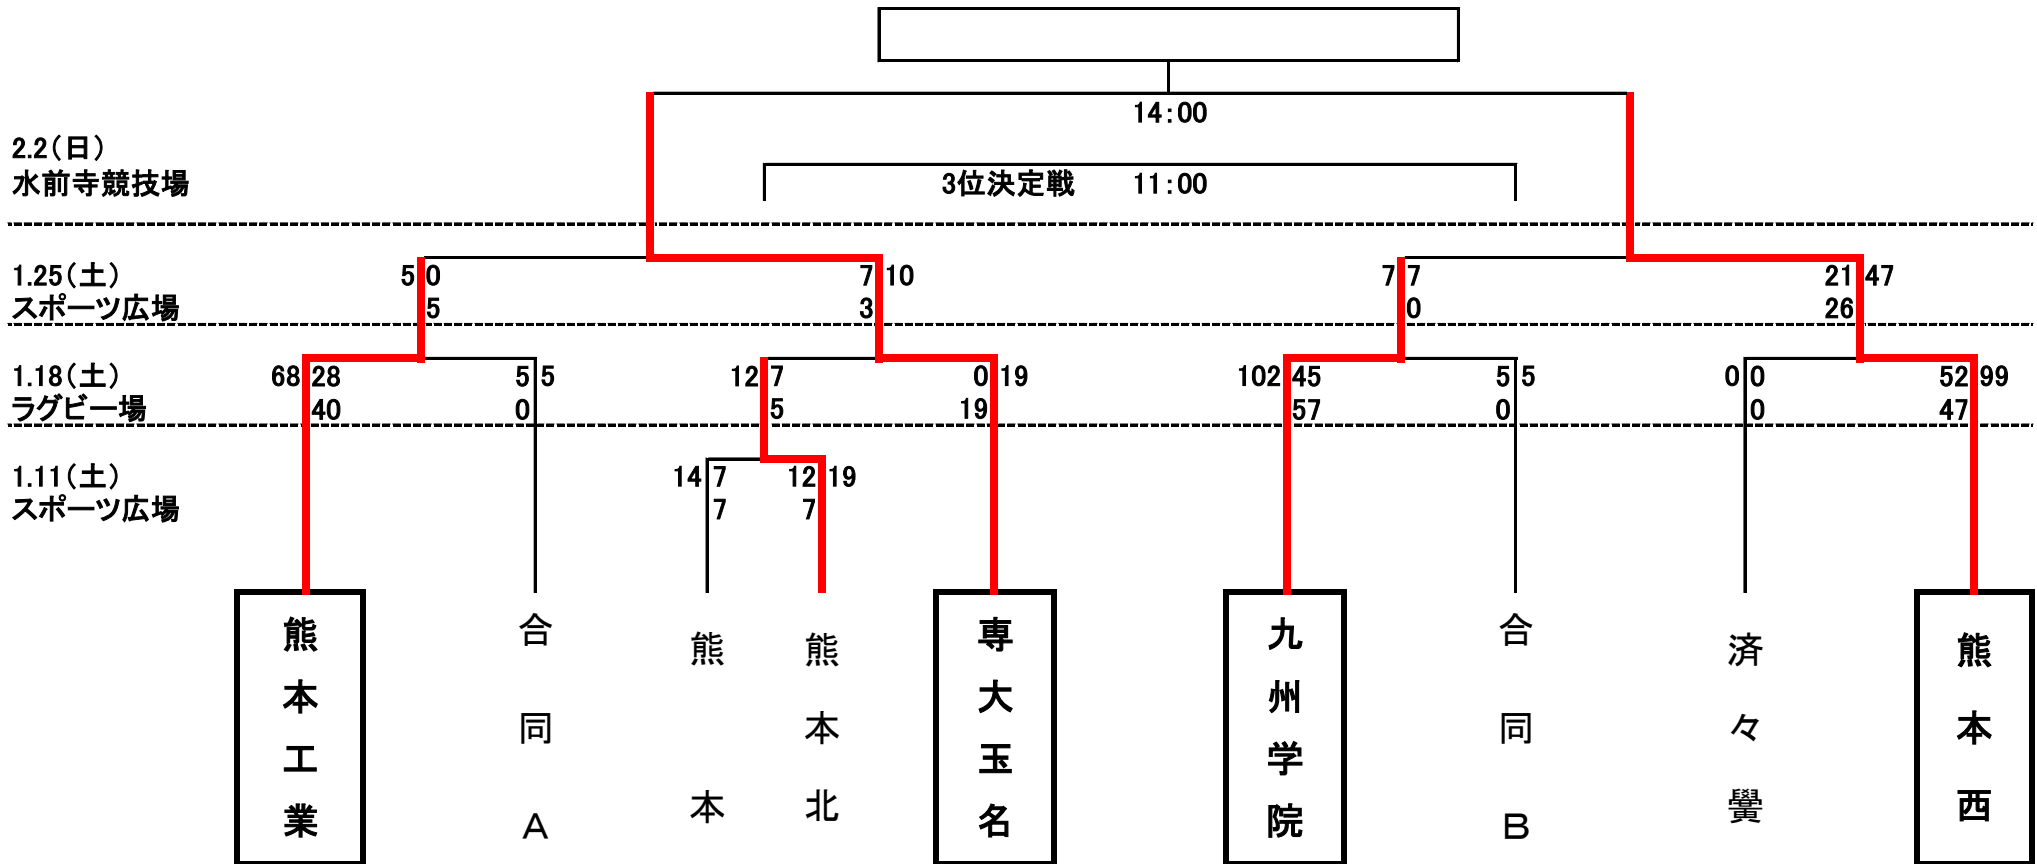 14:00
2.2(日)
水前寺競技場
3位決定戦 11:00
1.25(土)
スポーツ広場
5 0 7 10 7 7 21 47
5 3 0 26
1.18(土)
ラグビー場
68 28 5 5 12 7 0 19 102 45 5 5 0 0 52 99
40 0 5 19 57 0 0 47
1.11(土)
スポーツ広場
14 7 12 19
7 7
熊本工業
合同A
熊本
熊本北
専大玉名
九州学院
合同B
済々黌
熊本西